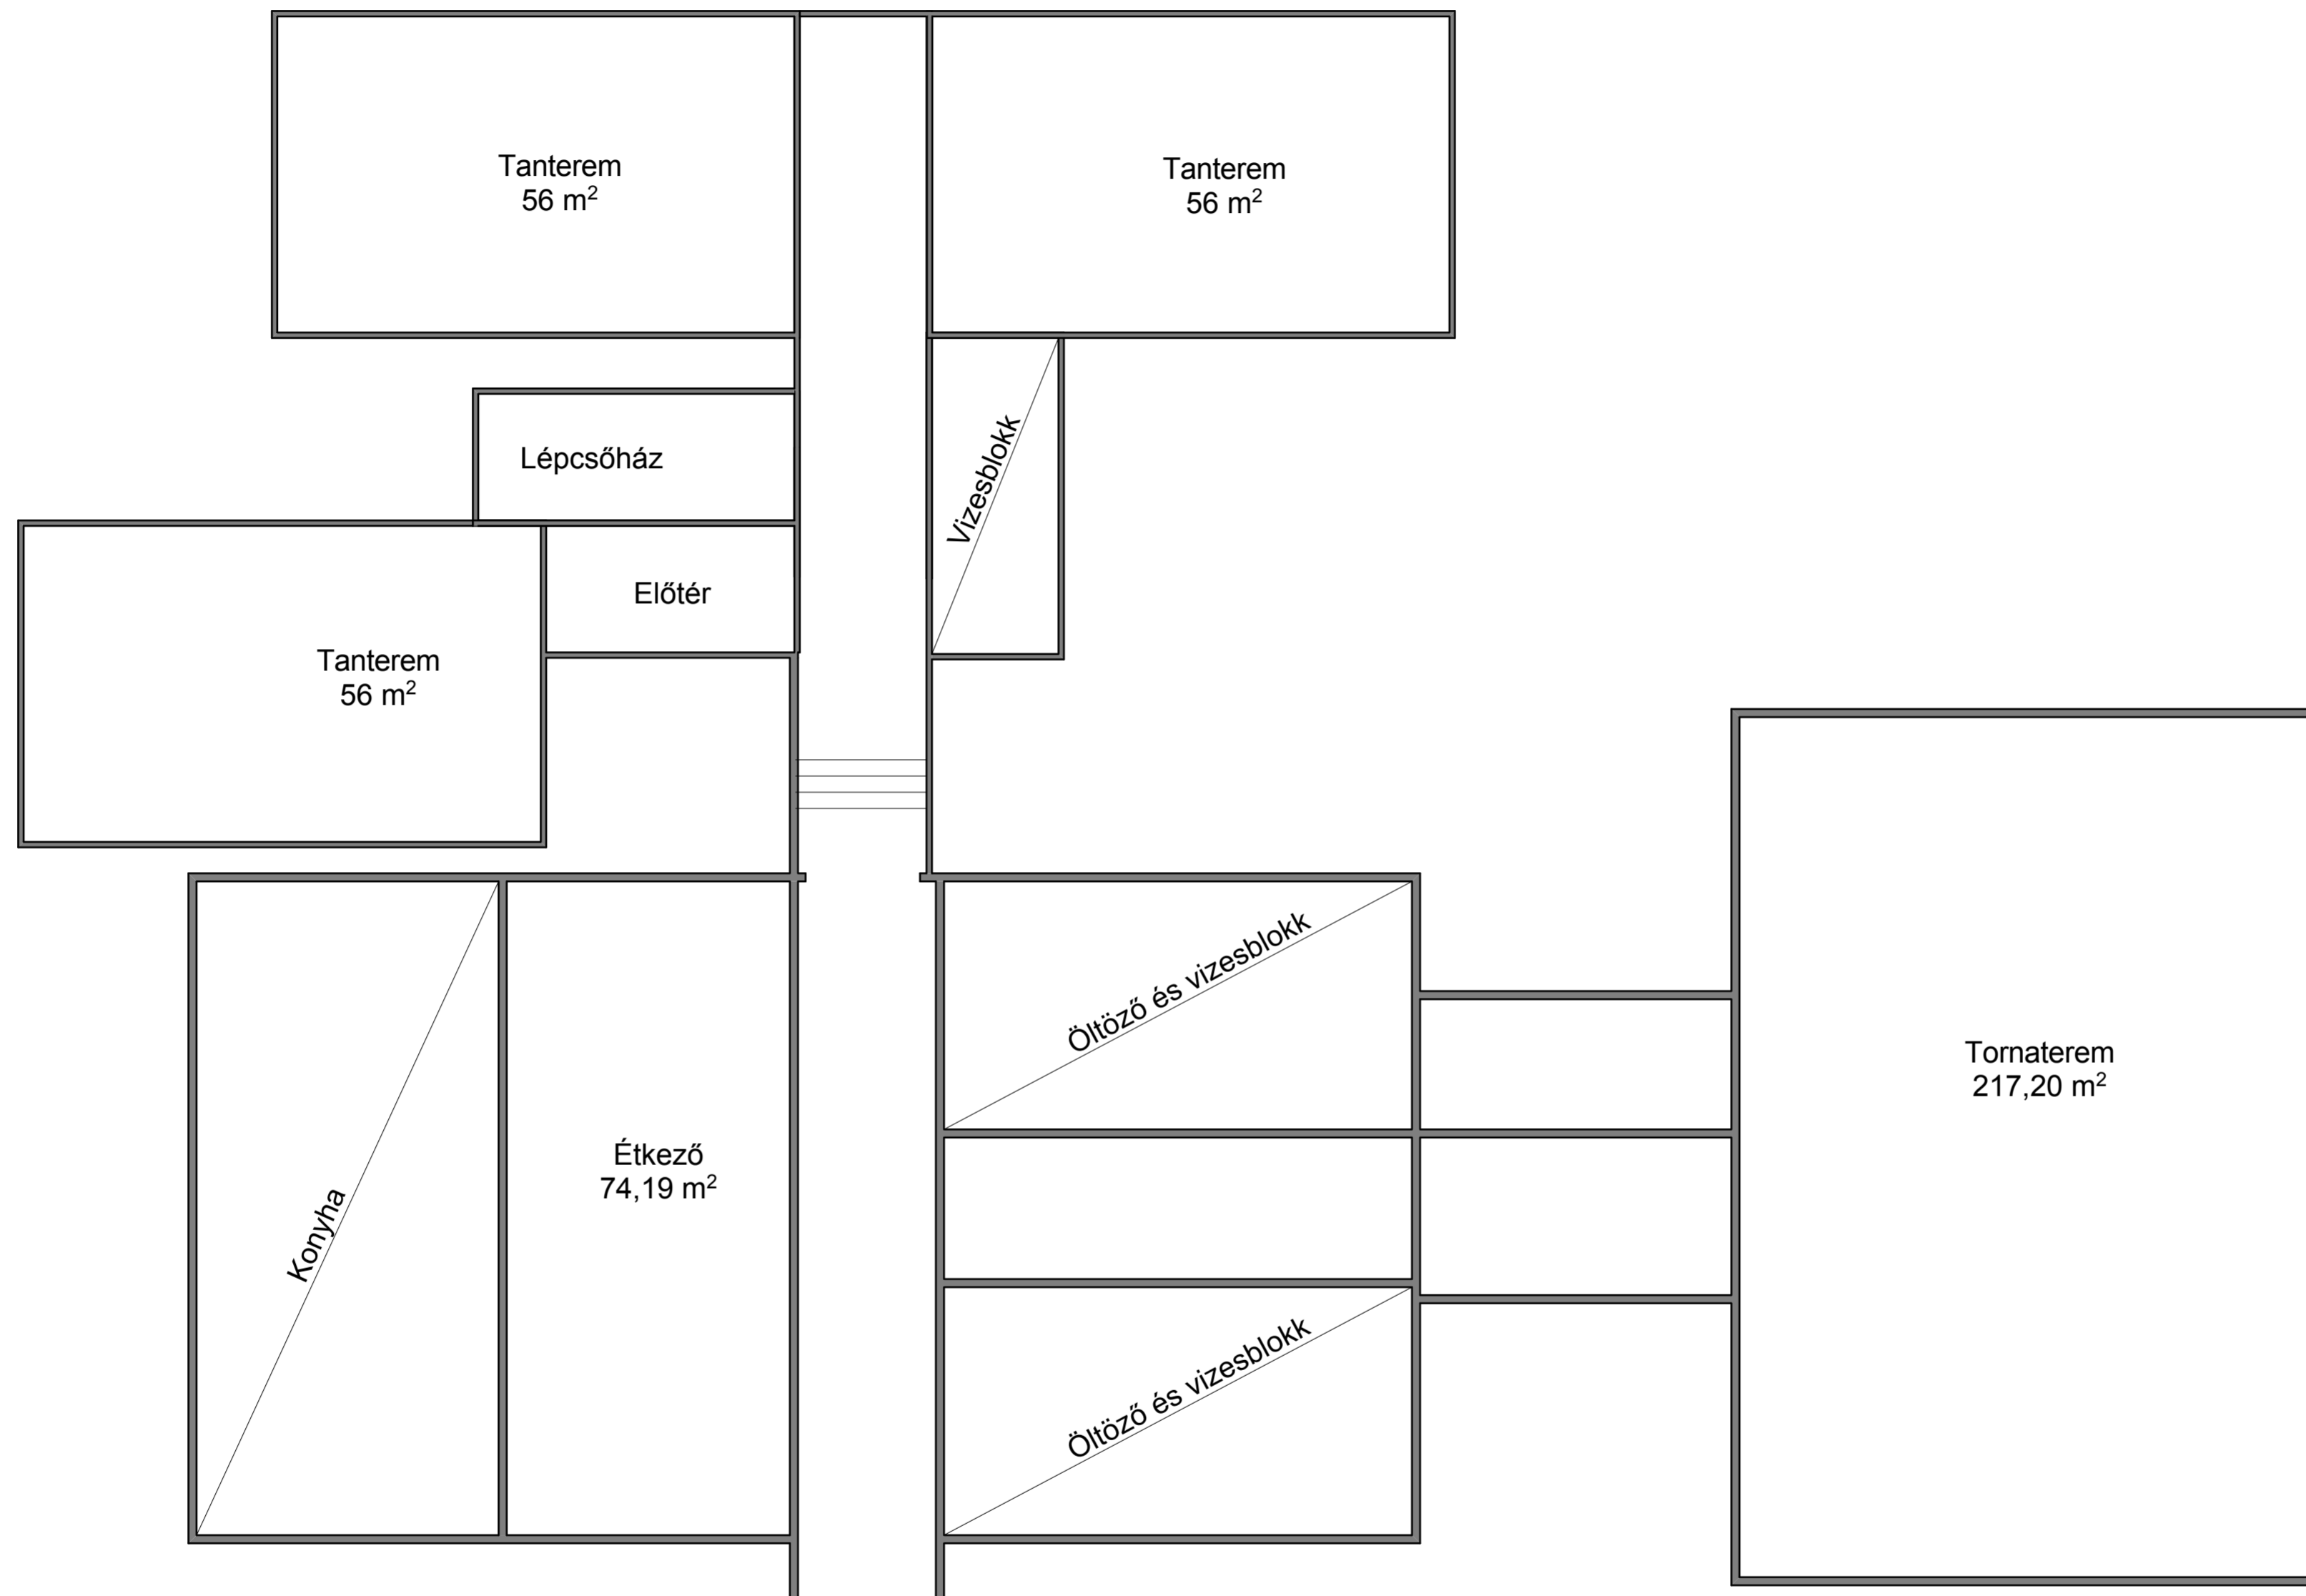 Tanterem
56 m²
Tanterem
56 m²
Lépcsőház
Vizesblokk
Előtér
Tanterem
56 m²
Öltöző és vizesblokk
Tornaterem
217,20 m²
Étkező
74,19 m²
Konyha
Öltöző és vizesblokk